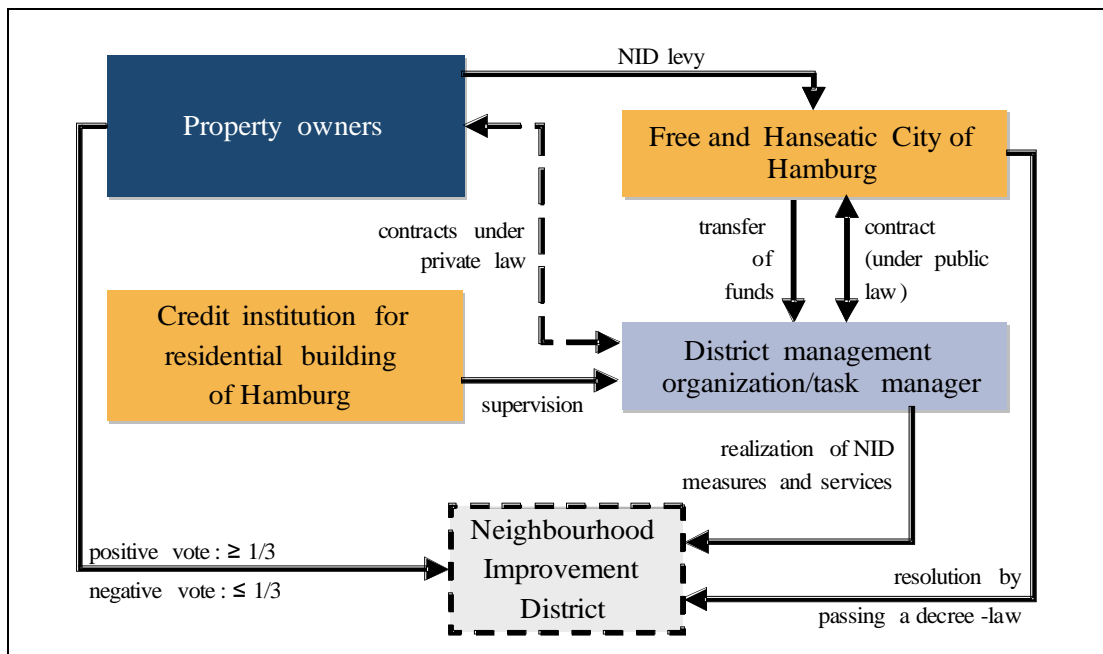 NID levy
Property owners
Free and Hanseatic City of
Hamburg
contracts under
private law
transfer
of
funds
contract
(under public
law)
Credit institution for
residential building
of Hamburg
District management
organization/task manager
supervision
realization of NID
measures and services
Neighbourhood
Improvement
District
positive vote: ≥ 1/3
negative vote: ≤ 1/3
resolution by
passing a decree -law